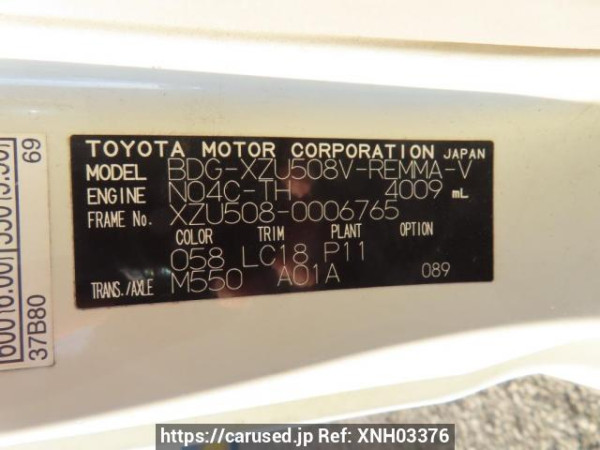 TOYOTA MOTOR CORPORATION JAPAN
MODEL BDG-XZU508V-REMMA-V
ENGINE N04C-TH 4009 mL
FRAME No. XZU508-0006765
COLOR TRIM PLANT OPTION
058 LC18 P11
TRANS./AXLE M550 A01A 089
69
37B80
https://carused.jp Ref: XNH03376